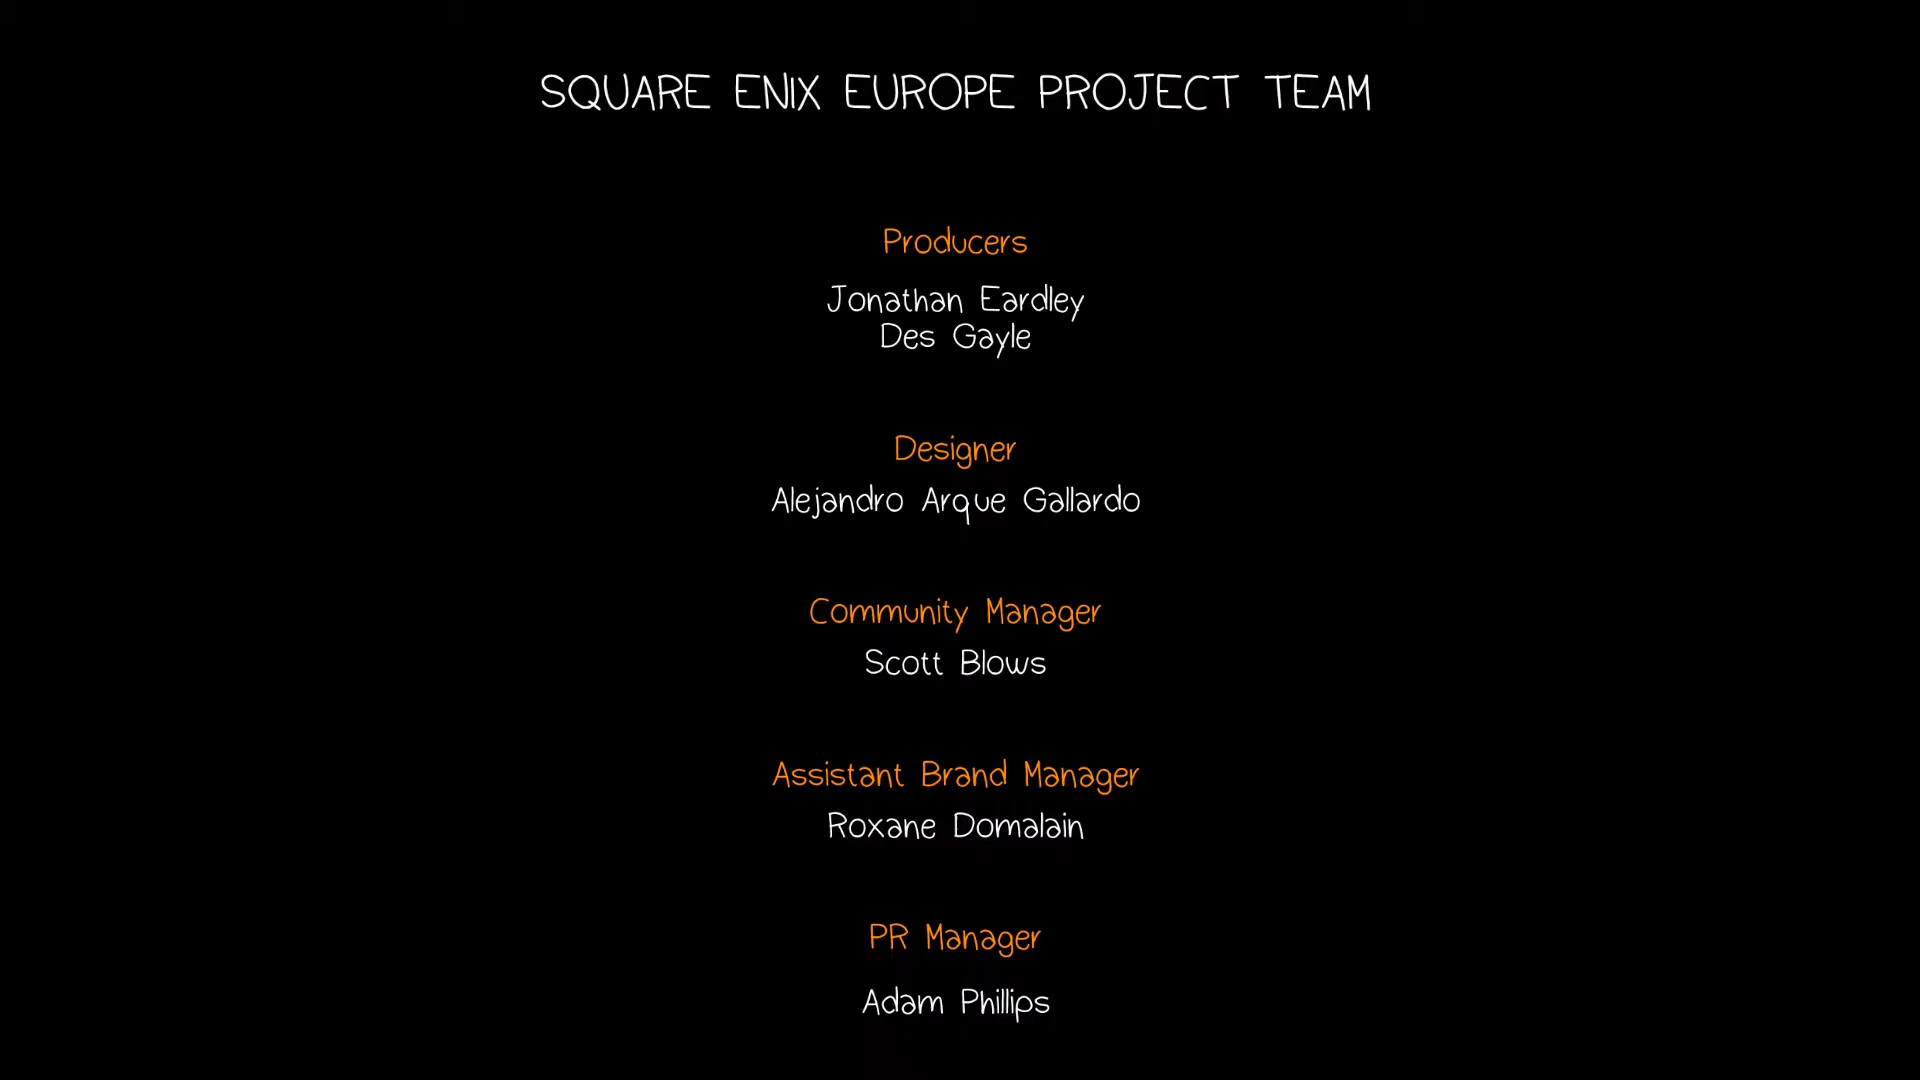 SQUARE ENIX EUROPE PROJECT TEAM
Producers
Jonathan Eardley
Des Gayle
Designer
Alejandro Arque Gallardo
Community Manager
Scott Blows
Assistant Brand Manager
Roxane Domalain
PR Manager
Adam Phillips